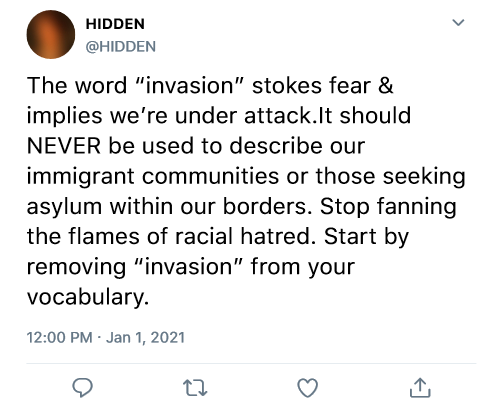 HIDDEN
@HIDDEN
The word “invasion” stokes fear &
implies we’re under attack.It should
NEVER be used to describe our
immigrant communities or those seeking
asylum within our borders. Stop fanning
the flames of racial hatred. Start by
removing “invasion” from your
vocabulary.
12:00 PM · Jan 1, 2021